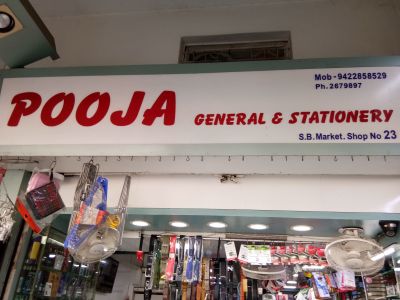 Mob - 9422858529
Ph. 2679897
POOJA GENERAL & STATIONERY
S.B. Market. Shop No 23